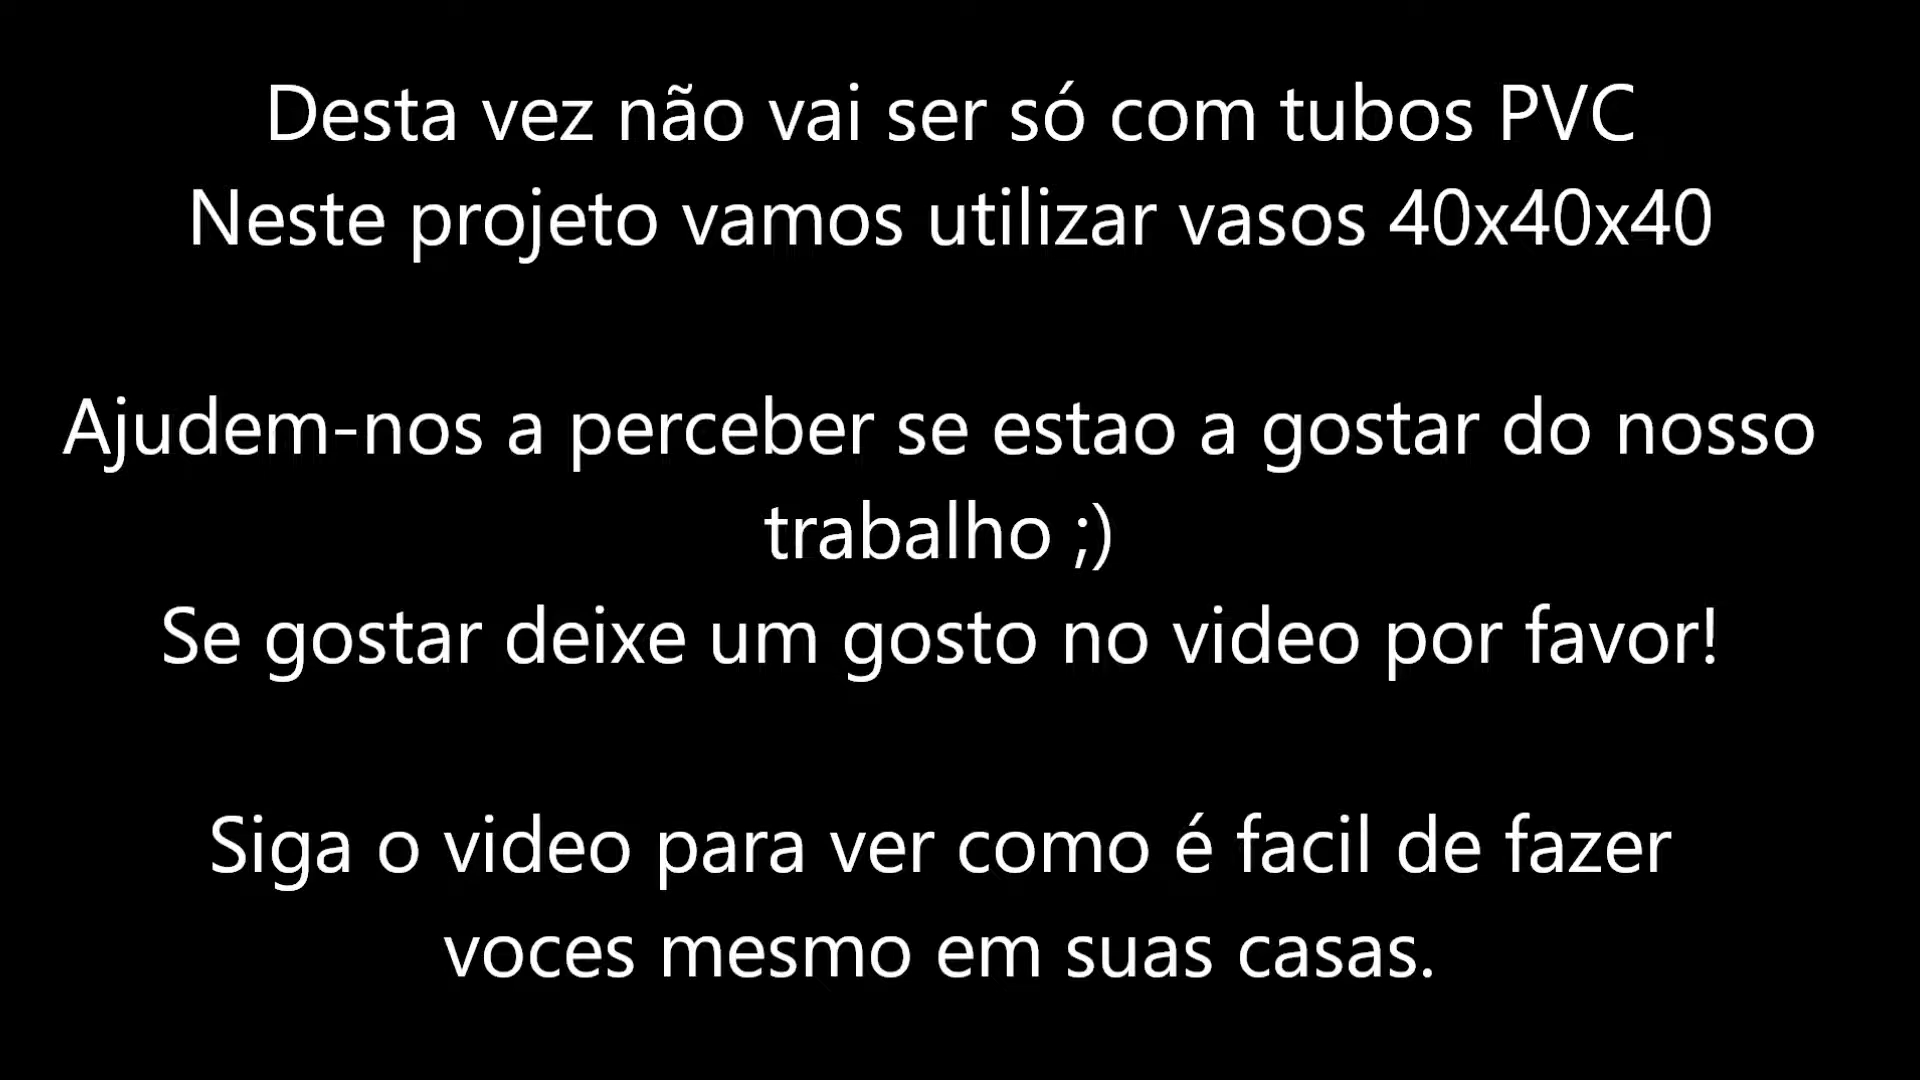 Desta vez não vai ser só com tubos PVC
Neste projeto vamos utilizar vasos 40x40x40
Ajudem-nos a perceber se estao a gostar do nosso
trabalho ;)
Se gostar deixe um gosto no video por favor!
Siga o video para ver como é facil de fazer
voces mesmo em suas casas.